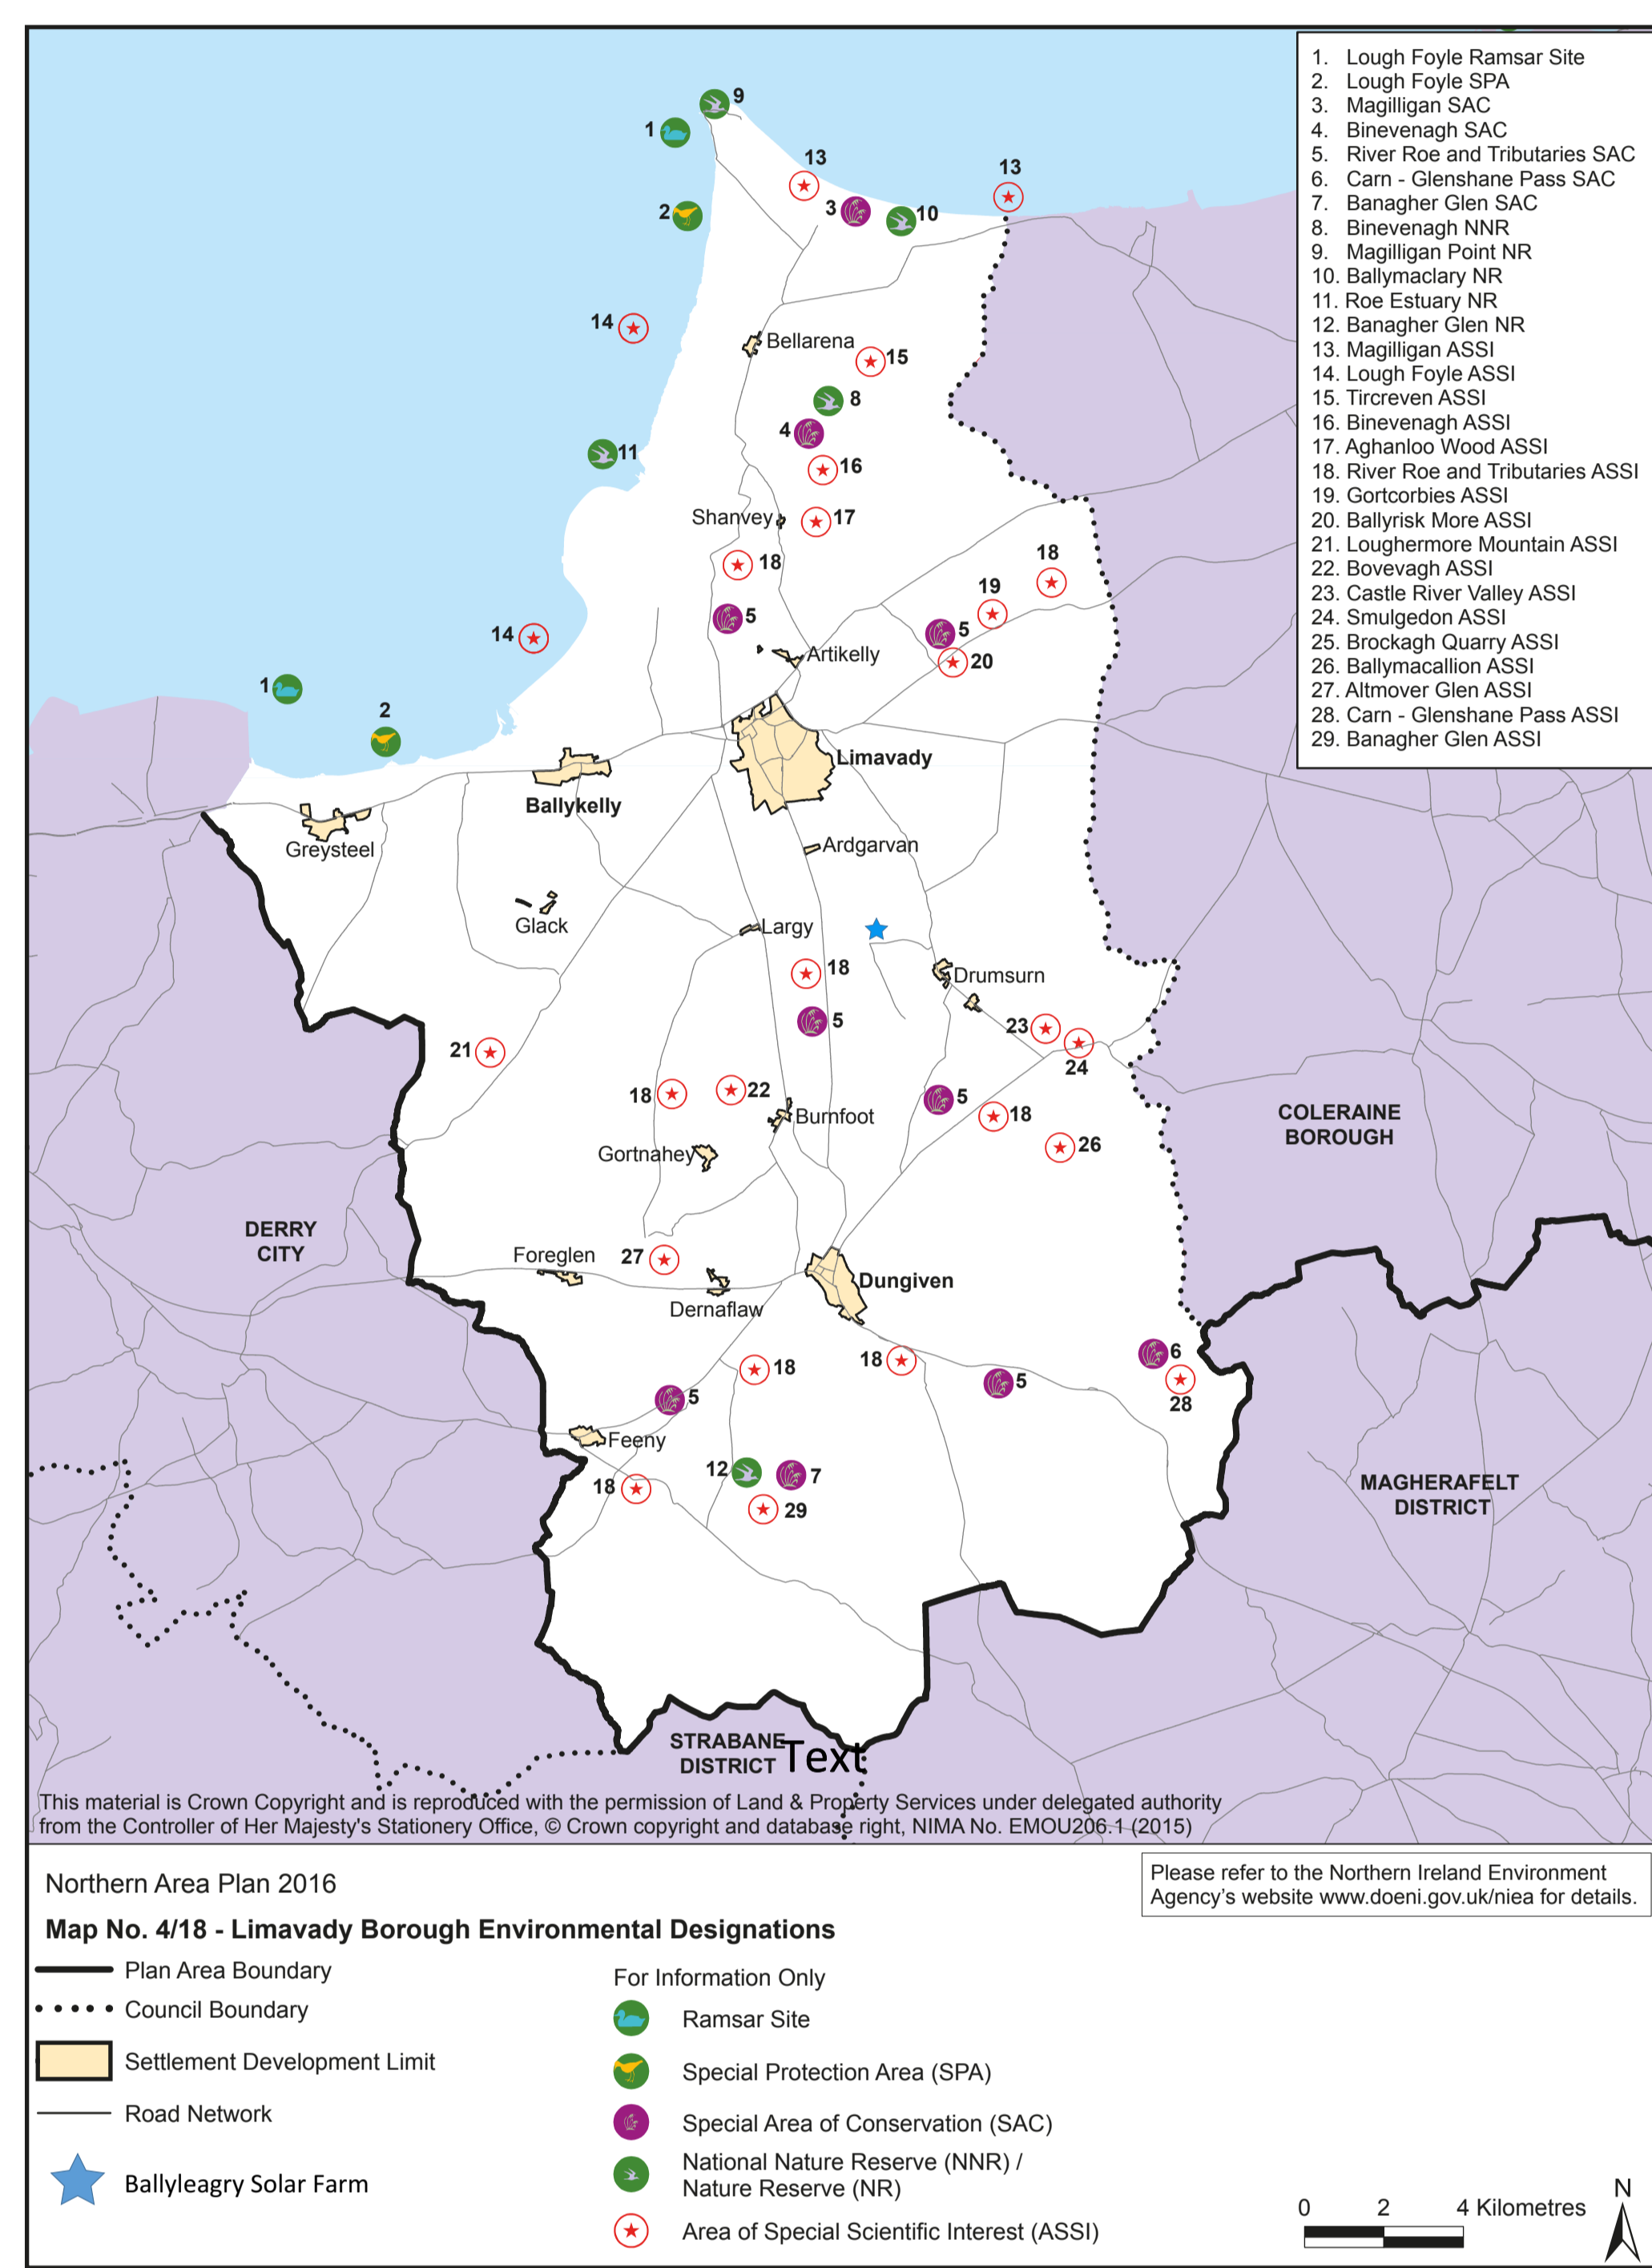 1. Lough Foyle Ramsar Site
2. Lough Foyle SPA
3. Magilligan SAC
4. Binevenagh SAC
5. River Roe and Tributaries SAC
6. Carn - Glenshane Pass SAC
7. Banagher Glen SAC
8. Binevenagh NNR
9. Magilligan Point NR
10. Ballymaclary NR
11. Roe Estuary NR
12. Banagher Glen NR
13. Magilligan ASSI
14. Lough Foyle ASSI
15. Tircreven ASSI
16. Binevenagh ASSI
17. Aghanloo Wood ASSI
18. River Roe and Tributaries ASSI
19. Gortcorbies ASSI
20. Ballyrisk More ASSI
21. Loughermore Mountain ASSI
22. Bovevagh ASSI
23. Castle River Valley ASSI
24. Smulgedon ASSI
25. Brockagh Quarry ASSI
26. Ballymacallion ASSI
27. Altmover Glen ASSI
28. Carn - Glenshane Pass ASSI
29. Banagher Glen ASSI
9
1
13
13
2
3
10
14
Bellarena
15
8
4
11
16
Shanvey
17
18
18
19
5
5
14
Artikelly
20
1
2
Limavady
Ballykelly
Greysteel
Ardgarvan
Glack
Largy
18
Drumsurn
5
23
24
21
18
22
5
Burnfoot
18
COLERAINE
BOROUGH
26
Gortnahey
DERRY
CITY
Foreglen
27
Dungiven
Dernaflaw
18
18
6
5
5
28
Feeny
12
7
18
29
MAGHERAFELT
DISTRICT
STRABANE
DISTRICT
Text
This material is Crown Copyright and is reproduced with the permission of Land & Property Services under delegated authority
from the Controller of Her Majesty's Stationery Office, © Crown copyright and database right, NIMA No. EMOU206.1 (2015)
Northern Area Plan 2016
Please refer to the Northern Ireland Environment
Agency’s website www.doeni.gov.uk/niea for details.
Map No. 4/18 - Limavady Borough Environmental Designations
Plan Area Boundary
Council Boundary
Settlement Development Limit
Road Network
Ballyleagry Solar Farm
For Information Only
Ramsar Site
Special Protection Area (SPA)
Special Area of Conservation (SAC)
National Nature Reserve (NNR) /
Nature Reserve (NR)
Area of Special Scientific Interest (ASSI)
0 2 4 Kilometres
N